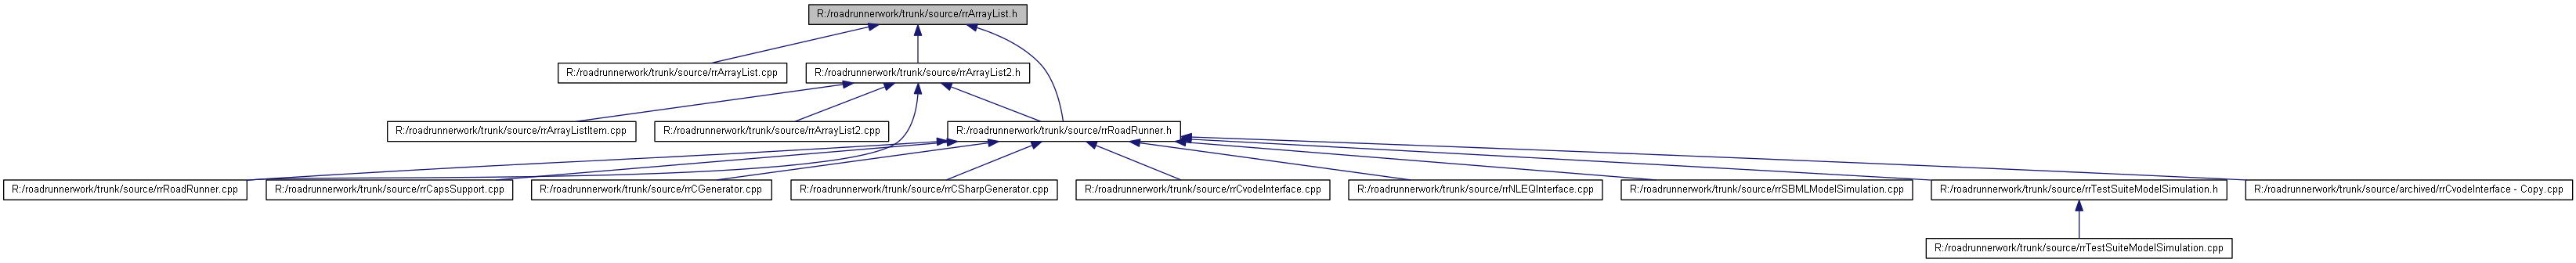 R:/roadrunnerwork/trunk/source/rrArrayList.h
R:/roadrunnerwork/trunk/source/rrArrayList.cpp
R:/roadrunnerwork/trunk/source/rrArrayList2.h
R:/roadrunnerwork/trunk/source/rrArrayListItem.cpp
R:/roadrunnerwork/trunk/source/rrArrayList2.cpp
R:/roadrunnerwork/trunk/source/rrRoadRunner.h
R:/roadrunnerwork/trunk/source/rrRoadRunner.cpp
R:/roadrunnerwork/trunk/source/rrCapsSupport.cpp
R:/roadrunnerwork/trunk/source/rrCGenerator.cpp
R:/roadrunnerwork/trunk/source/rrCSharpGenerator.cpp
R:/roadrunnerwork/trunk/source/rrCvodeInterface.cpp
R:/roadrunnerwork/trunk/source/rrNLEQInterface.cpp
R:/roadrunnerwork/trunk/source/rrSBMLModelSimulation.cpp
R:/roadrunnerwork/trunk/source/rrTestSuiteModelSimulation.h
R:/roadrunnerwork/trunk/source/archived/rrCvodeInterface - Copy.cpp
R:/roadrunnerwork/trunk/source/rrTestSuiteModelSimulation.cpp